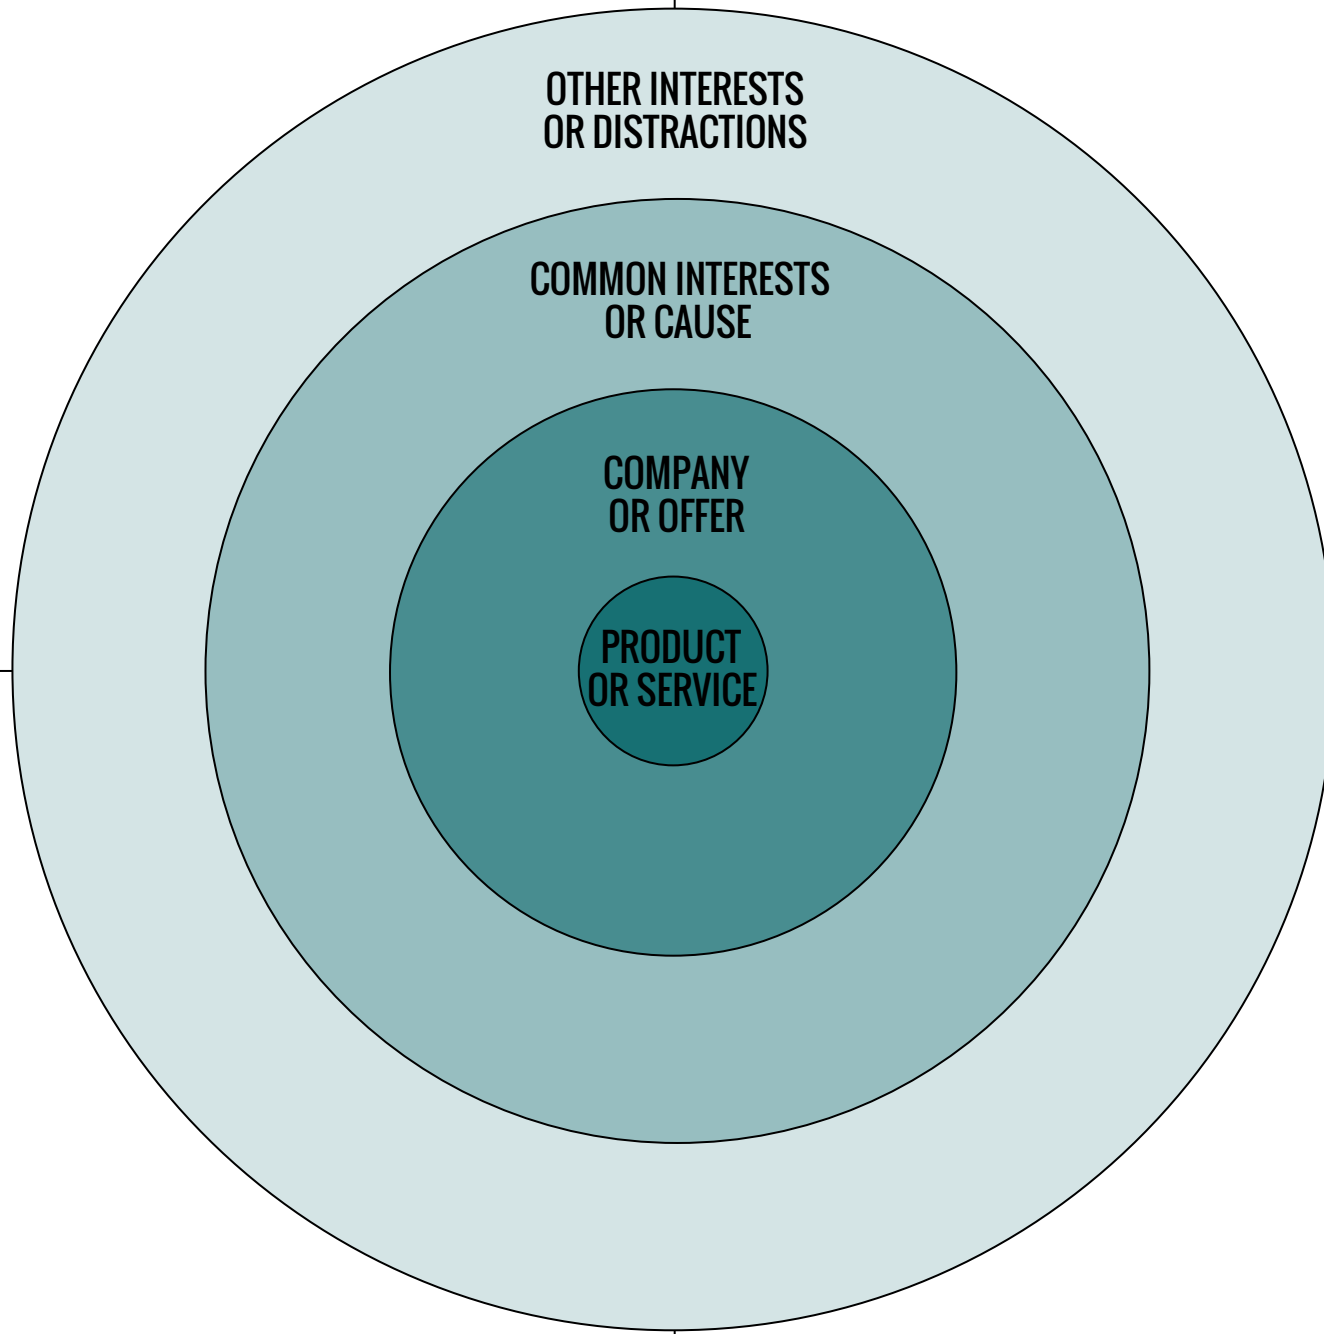 OTHER INTERESTS
OR DISTRACTIONS
COMMON INTERESTS
OR CAUSE
COMPANY
OR OFFER
PRODUCT
OR SERVICE